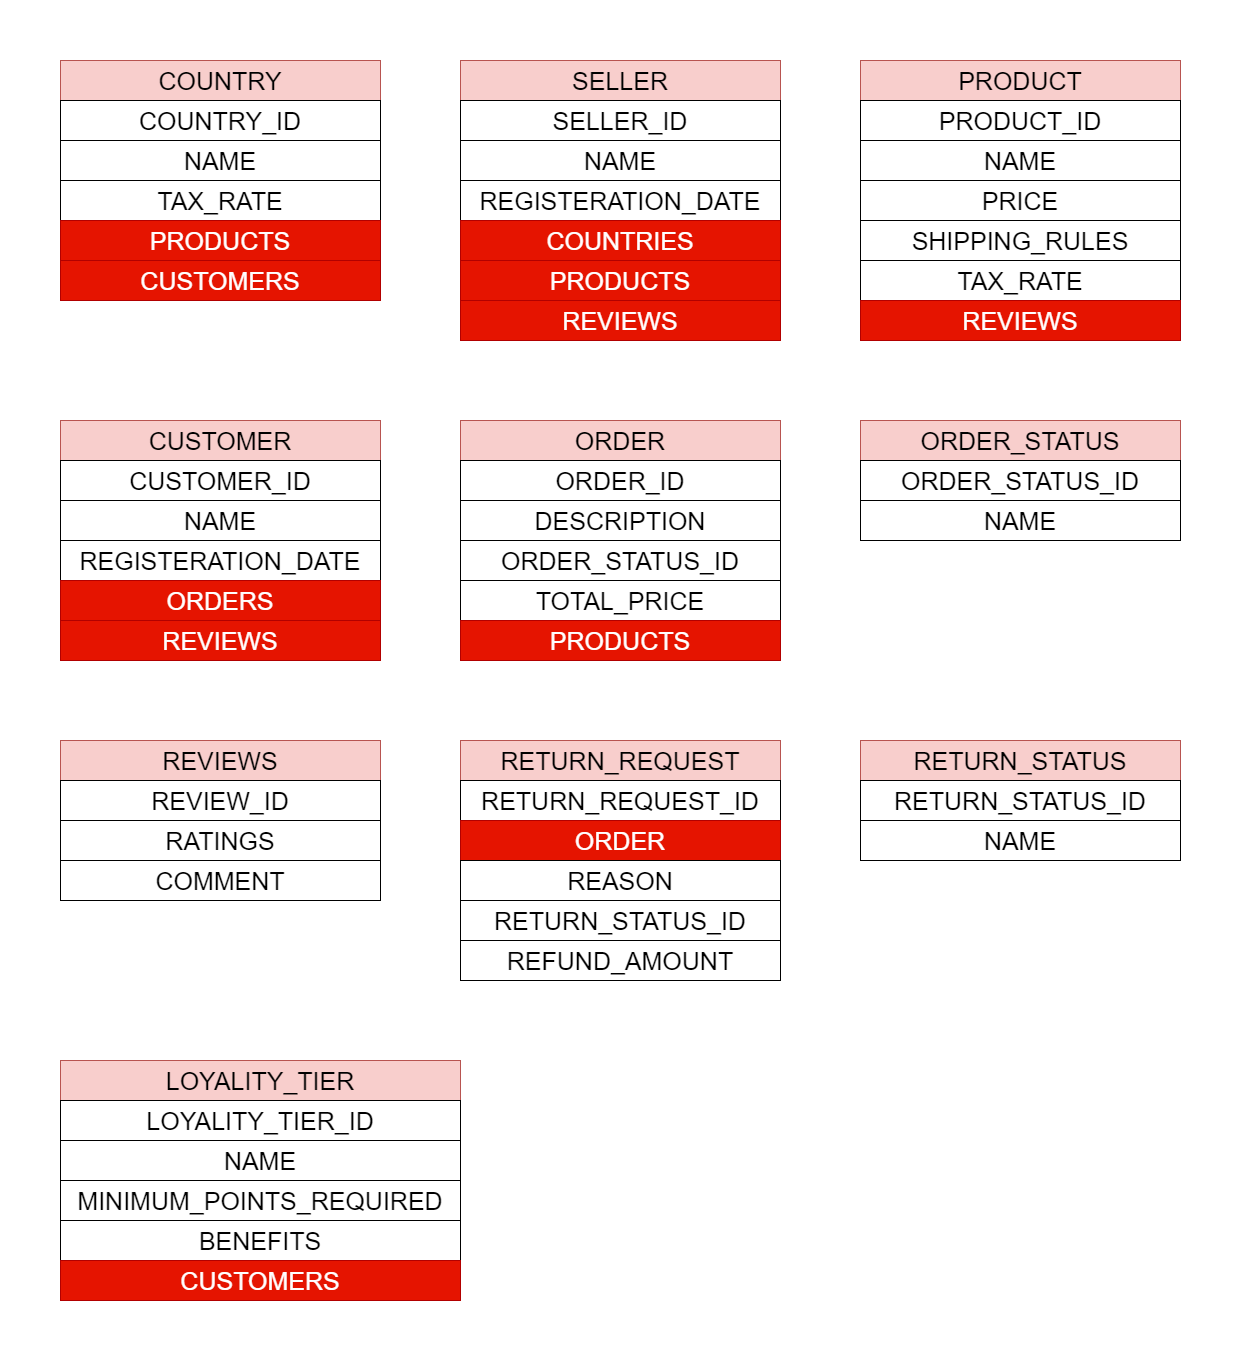 COUNTRY
COUNTRY_ID
NAME
TAX_RATE
PRODUCTS
CUSTOMERS
SELLER
SELLER_ID
NAME
REGISTERATION_DATE
COUNTRIES
PRODUCTS
REVIEWS
PRODUCT
PRODUCT_ID
NAME
PRICE
SHIPPING_RULES
TAX_RATE
REVIEWS
CUSTOMER
CUSTOMER_ID
NAME
REGISTERATION_DATE
ORDERS
REVIEWS
ORDER
ORDER_ID
DESCRIPTION
ORDER_STATUS_ID
TOTAL_PRICE
PRODUCTS
ORDER_STATUS
ORDER_STATUS_ID
NAME
REVIEWS
REVIEW_ID
RATINGS
COMMENT
RETURN_REQUEST
RETURN_REQUEST_ID
ORDER
REASON
RETURN_STATUS_ID
REFUND_AMOUNT
RETURN_STATUS
RETURN_STATUS_ID
NAME
LOYALITY_TIER
LOYALITY_TIER_ID
NAME
MINIMUM_POINTS_REQUIRED
BENEFITS
CUSTOMERS